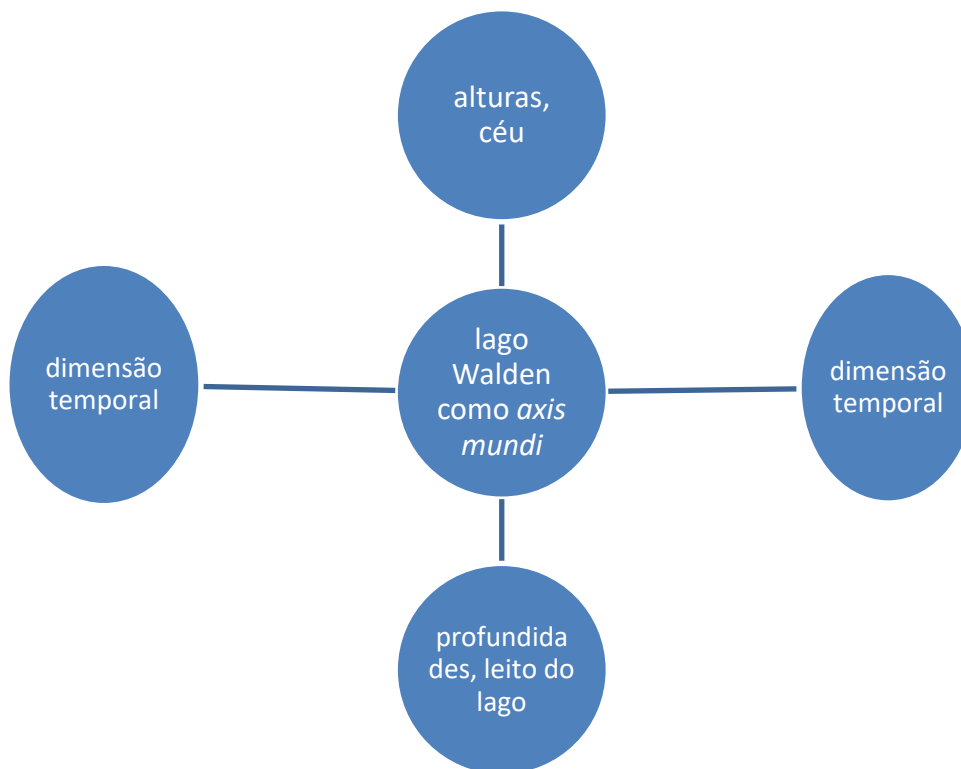 alturas,
céu
dimensão
temporal
lago
Walden
como axis
mundi
dimensão
temporal
profundida
des, leito do
lago